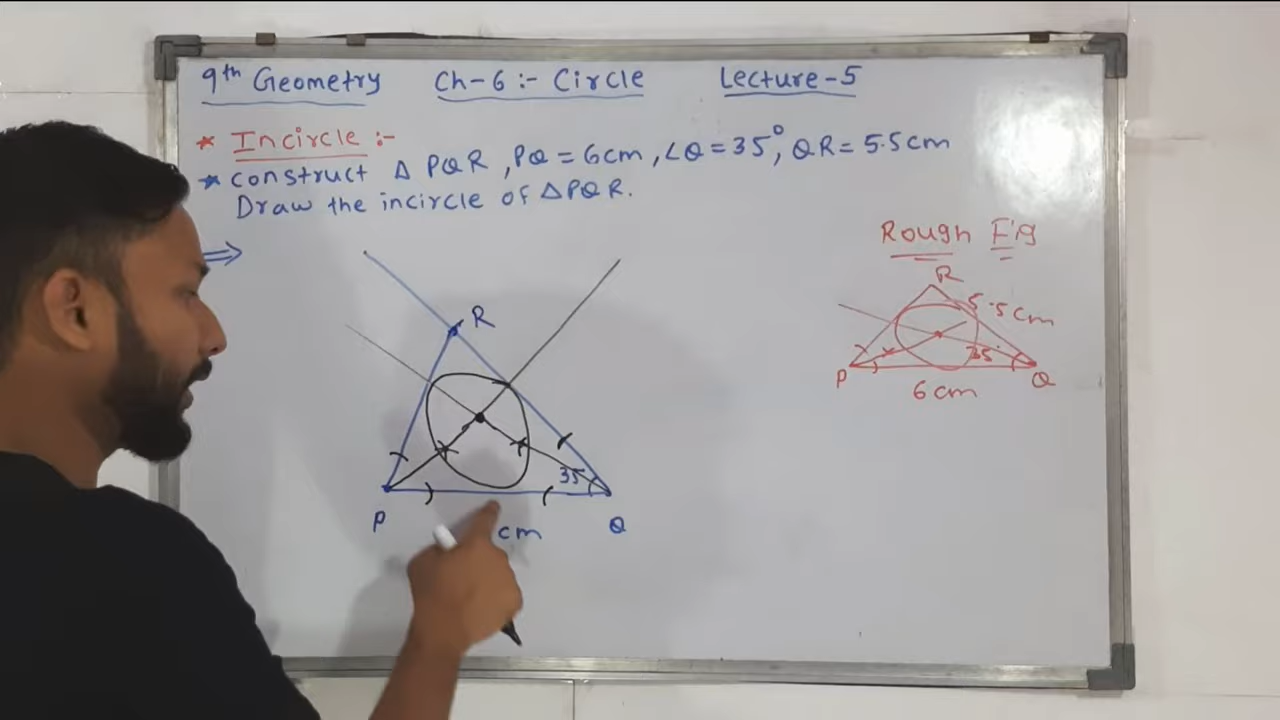 9th Geometry Ch-6 :- Circle Lecture-5
* Incircle :-
* construct △ PQR , PQ = 6cm , ∠Q = 35°, QR = 5.5cm
Draw the incircle of △PQR.
⇒
Rough Fig
R
5.5cm
35°
P
Q
6cm
R
35
P
cm
Q